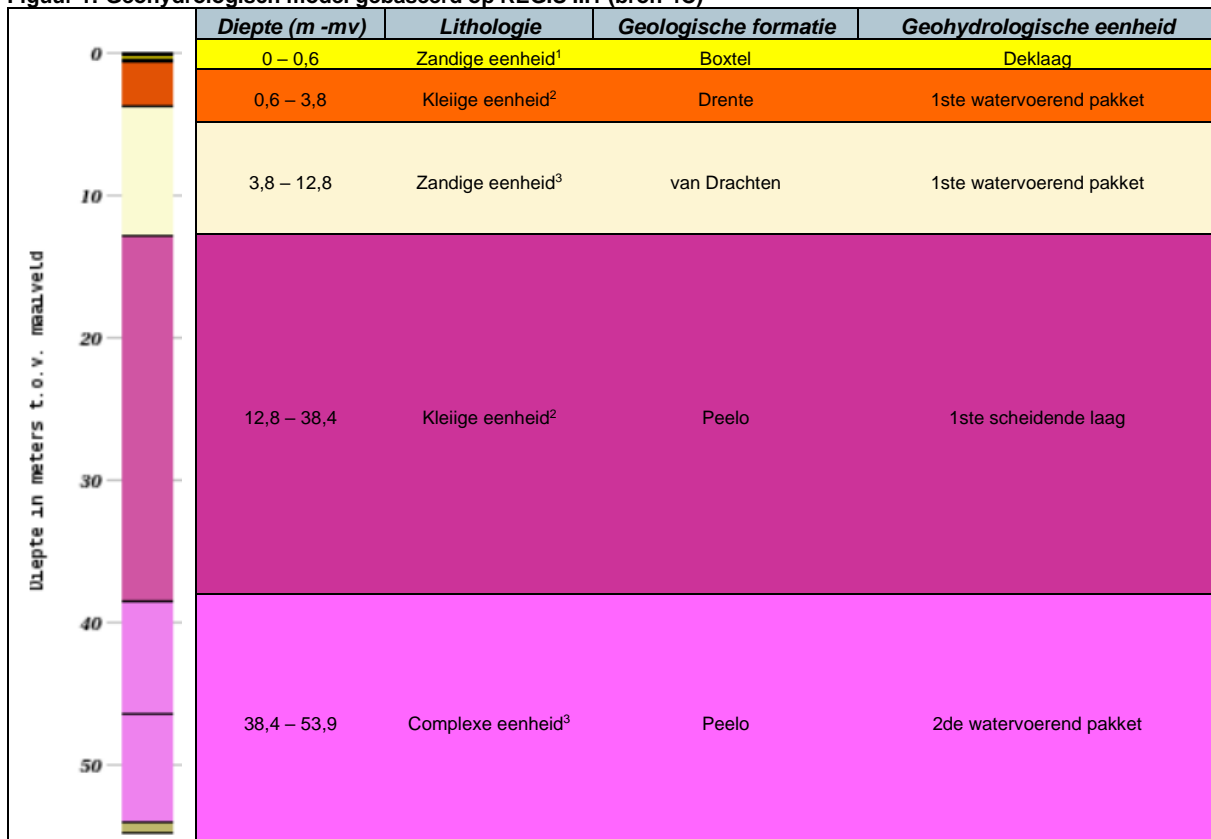 Diepte (m -mv) Lithologie Geologische formatie Geohydrologische eenheid
0 – 0,6 Zandige eenheid¹ Boxtel Deklaag
0,6 – 3,8 Kleiige eenheid² Drente 1ste watervoerend pakket
3,8 – 12,8 Zandige eenheid³ van Drachten 1ste watervoerend pakket
12,8 – 38,4 Kleiige eenheid² Peelo 1ste scheidende laag
38,4 – 53,9 Complexe eenheid³ Peelo 2de watervoerend pakket
Diepte in meters t.o.v. maaiveld
0
10
20
30
40
50